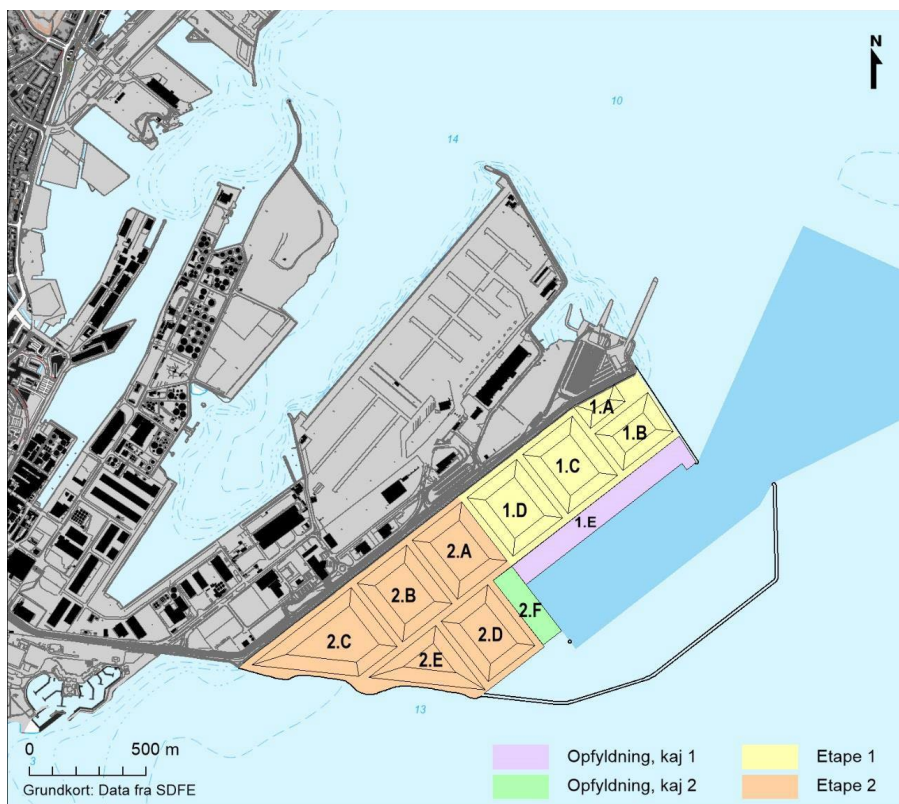 N
10
14
1.A
1.B
1.C
1.D
1.E
2.A
2.B
2.F
2.C
2.D
2.E
13
0 500 m
3
Grundkort: Data fra SDFE
Opfyldning, kaj 1
Etape 1
Opfyldning, kaj 2
Etape 2